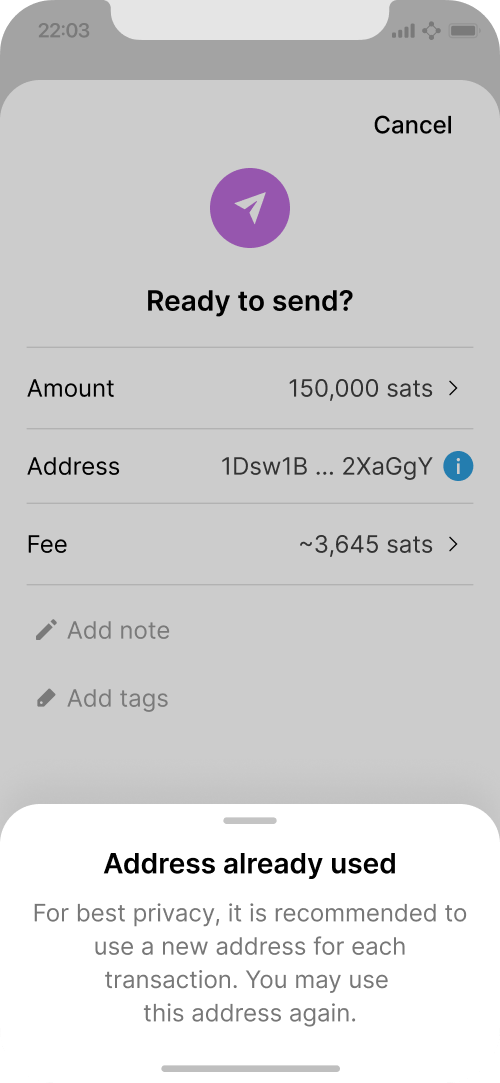 22:03
Cancel
Ready to send?
Amount 150,000 sats
Address 1Dsw1B ... 2XaGgY i
Fee ~3,645 sats
Add note
Add tags
Address already used
For best privacy, it is recommended to
use a new address for each
transaction. You may use
this address again.